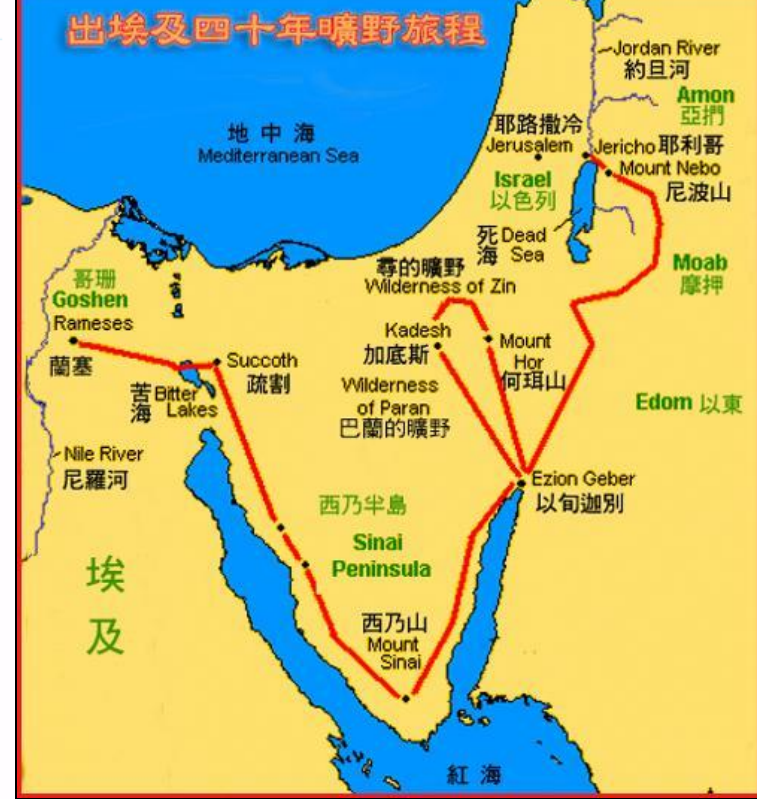 出埃及四十年曠野旅程
Jordan River
約旦河
Amon
亞捫
地中海
Mediterranean Sea
耶路撒冷
Jerusalem
Jericho 耶利哥
Mount Nebo
尼波山
Israel
以色列
死海
Dead
Sea
Moab
摩押
尋的曠野
Wilderness of Zin
哥珊
Goshen
Rameses
蘭塞
Kadesh
加底斯
Mount
Hor
何珥山
Succoth
疏割
苦海
Bitter
Lakes
Wilderness
of Paran
巴蘭的曠野
Edom 以東
Nile River
尼羅河
Ezion Geber
以旬迦別
西乃半島
Sinai
Peninsula
埃及
西乃山
Mount
Sinai
紅海